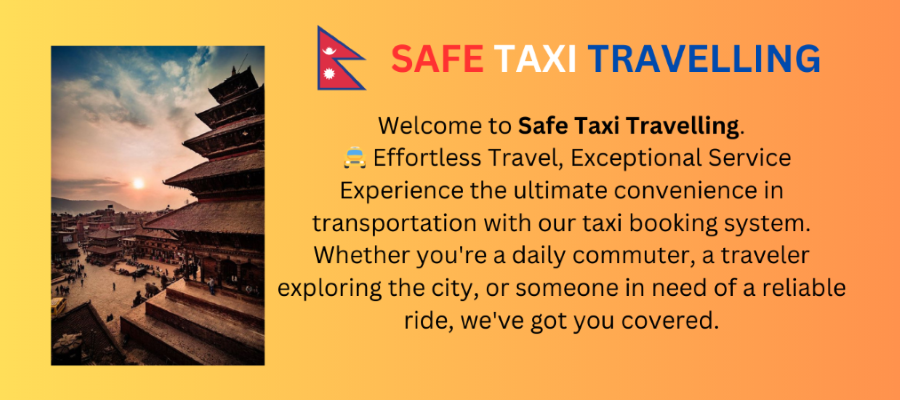 SAFE TAXI TRAVELLING
Welcome to Safe Taxi Travelling.
🚖 Effortless Travel, Exceptional Service
Experience the ultimate convenience in
transportation with our taxi booking system.
Whether you're a daily commuter, a traveler
exploring the city, or someone in need of a reliable
ride, we've got you covered.